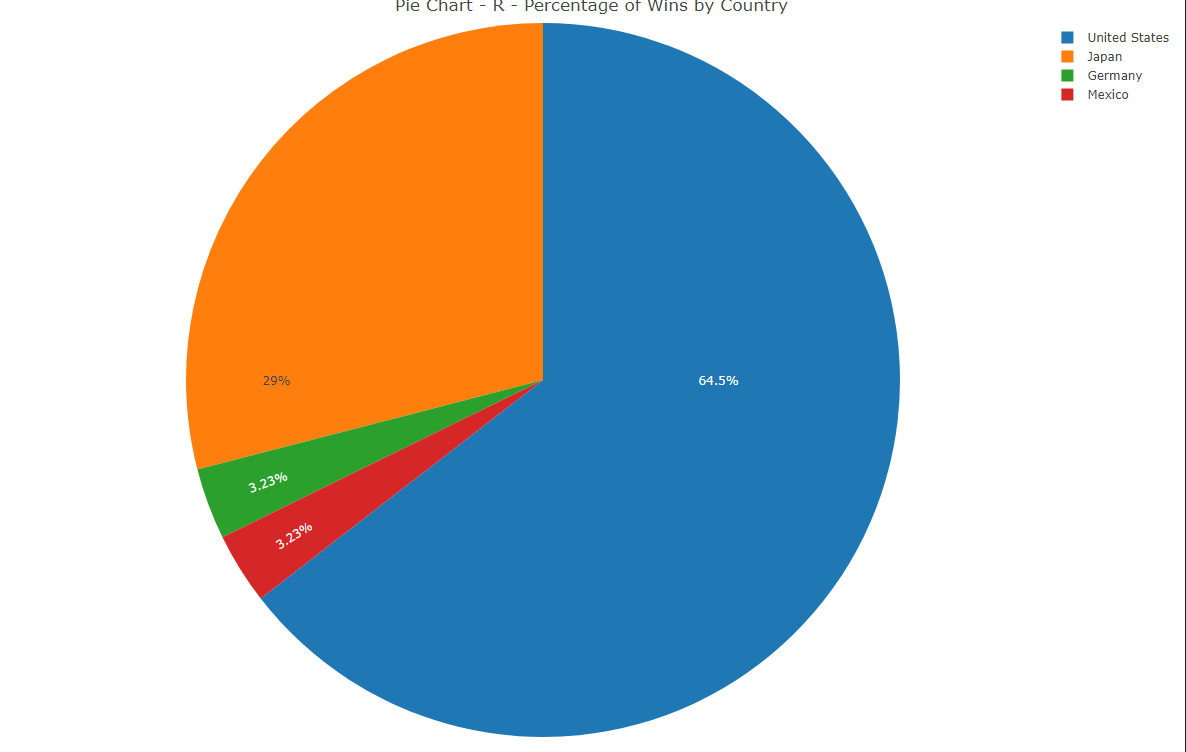 Pie Chart - R - Percentage of Wins by Country
United States
Japan
Germany
Mexico
29%
64.5%
3.23%
3.23%